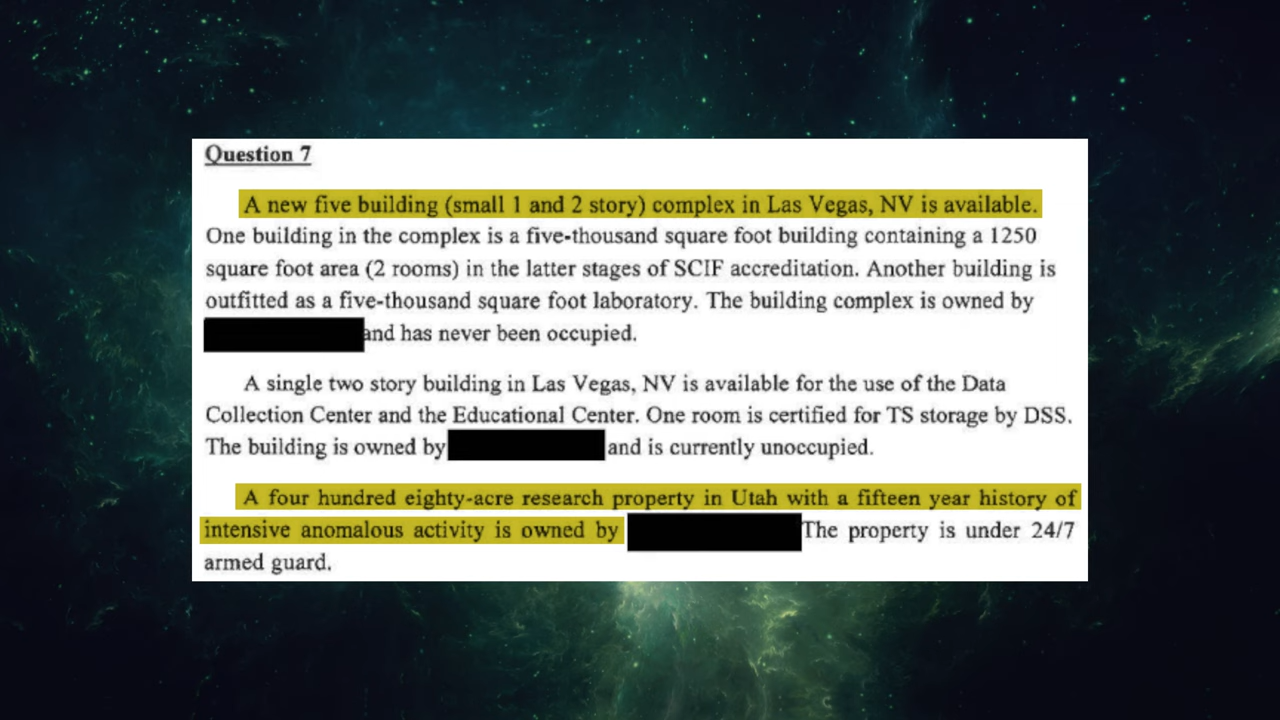 Question 7
A new five building (small 1 and 2 story) complex in Las Vegas, NV is available.
One building in the complex is a five-thousand square foot building containing a 1250
square foot area (2 rooms) in the latter stages of SCIF accreditation. Another building is
outfitted as a five-thousand square foot laboratory. The building complex is owned by
and has never been occupied.
A single two story building in Las Vegas, NV is available for the use of the Data
Collection Center and the Educational Center. One room is certified for TS storage by DSS.
The building is owned by and is currently unoccupied.
A four hundred eighty-acre research property in Utah with a fifteen year history of
intensive anomalous activity is owned by The property is under 24/7
armed guard.